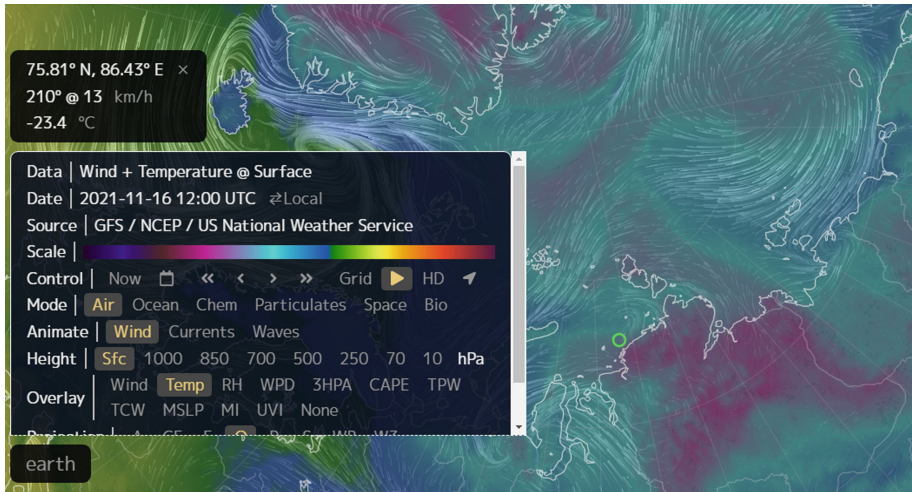 75.81° N, 86.43° E ×
210° @ 13 km/h
-23.4 °C
Data | Wind + Temperature @ Surface
Date | 2021-11-16 12:00 UTC ⇄Local
Source | GFS / NCEP / US National Weather Service
Scale |
Control | Now « ‹ › » Grid HD
Mode | Air Ocean Chem Particulates Space Bio
Animate | Wind Currents Waves
Height | Sfc 1000 850 700 500 250 70 10 hPa
Overlay | Wind Temp RH WPD 3HPA CAPE TPW
TCW MSLP MI UVI None
earth